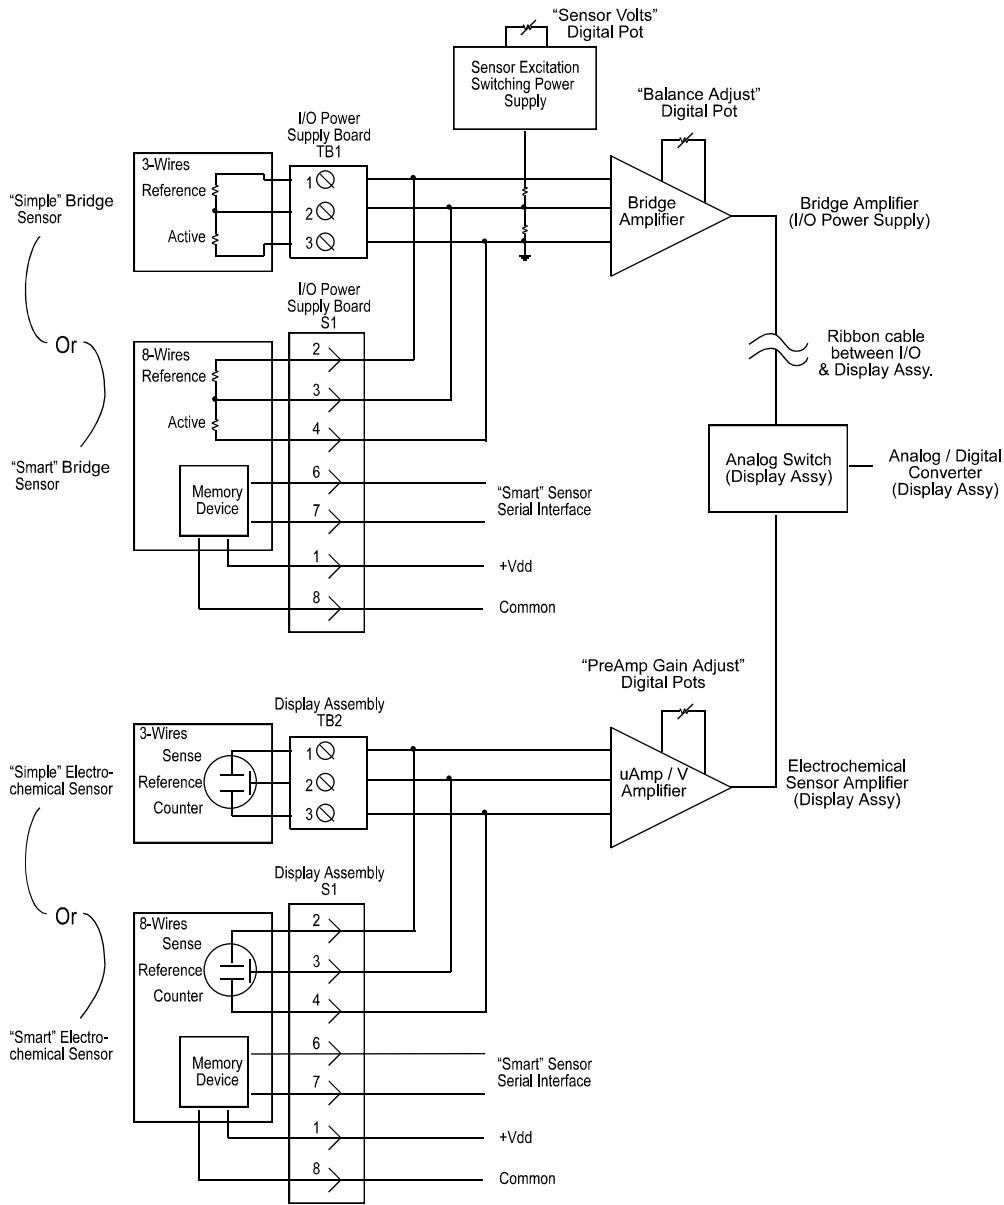 “Sensor Volts”
Digital Pot
Sensor Excitation
Switching Power
Supply
“Balance Adjust”
Digital Pot
I/O Power
Supply Board
TB1
3-Wires
Reference
Active
1
2
3
“Simple” Bridge
Sensor
Bridge
Amplifier
Bridge Amplifier
(I/O Power Supply)
Or
I/O Power
Supply Board
S1
8-Wires
Reference
Active
2
3
4
6
7
1
8
Memory
Device
“Smart” Bridge
Sensor
“Smart” Sensor
Serial Interface
+Vdd
Common
Ribbon cable
between I/O
& Display Assy.
Analog Switch
(Display Assy)
Analog / Digital
Converter
(Display Assy)
“PreAmp Gain Adjust”
Digital Pots
Display Assembly
TB2
3-Wires
Sense
Reference
Counter
1
2
3
“Simple” Electro-
chemical Sensor
uAmp / V
Amplifier
Electrochemical
Sensor Amplifier
(Display Assy)
Or
Display Assembly
S1
8-Wires
Sense
Reference
Counter
2
3
4
6
7
1
8
Memory
Device
“Smart” Electro-
chemical Sensor
“Smart” Sensor
Serial Interface
+Vdd
Common